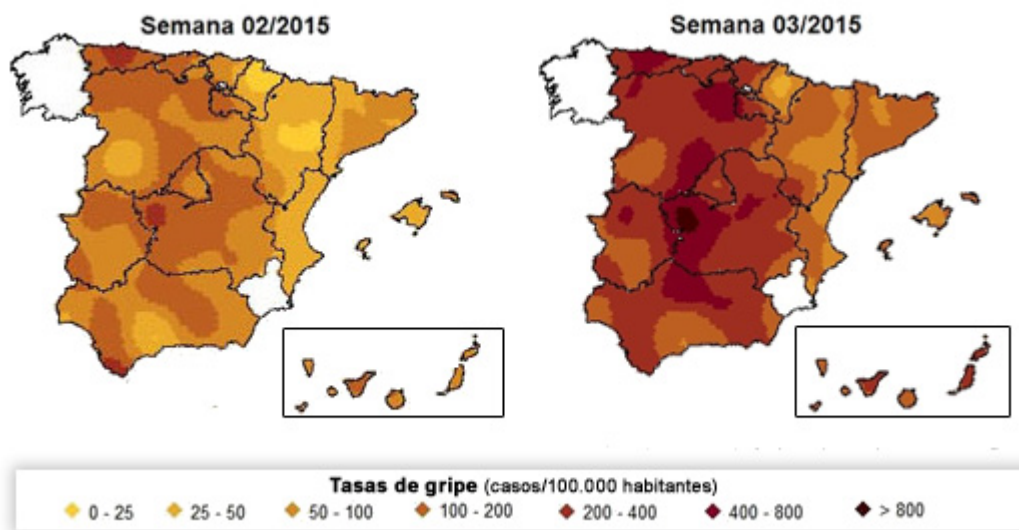 Semana 02/2015
Semana 03/2015
Tasas de gripe (casos/100.000 habitantes)
0 - 25
25 - 50
50 - 100
100 - 200
200 - 400
400 - 800
> 800